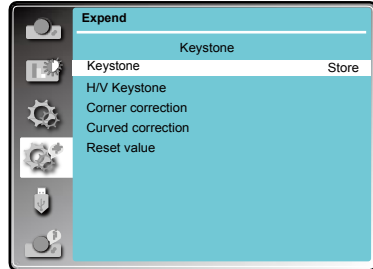 Expend
Keystone
Keystone Store
H/V Keystone
Corner correction
Curved correction
Reset value